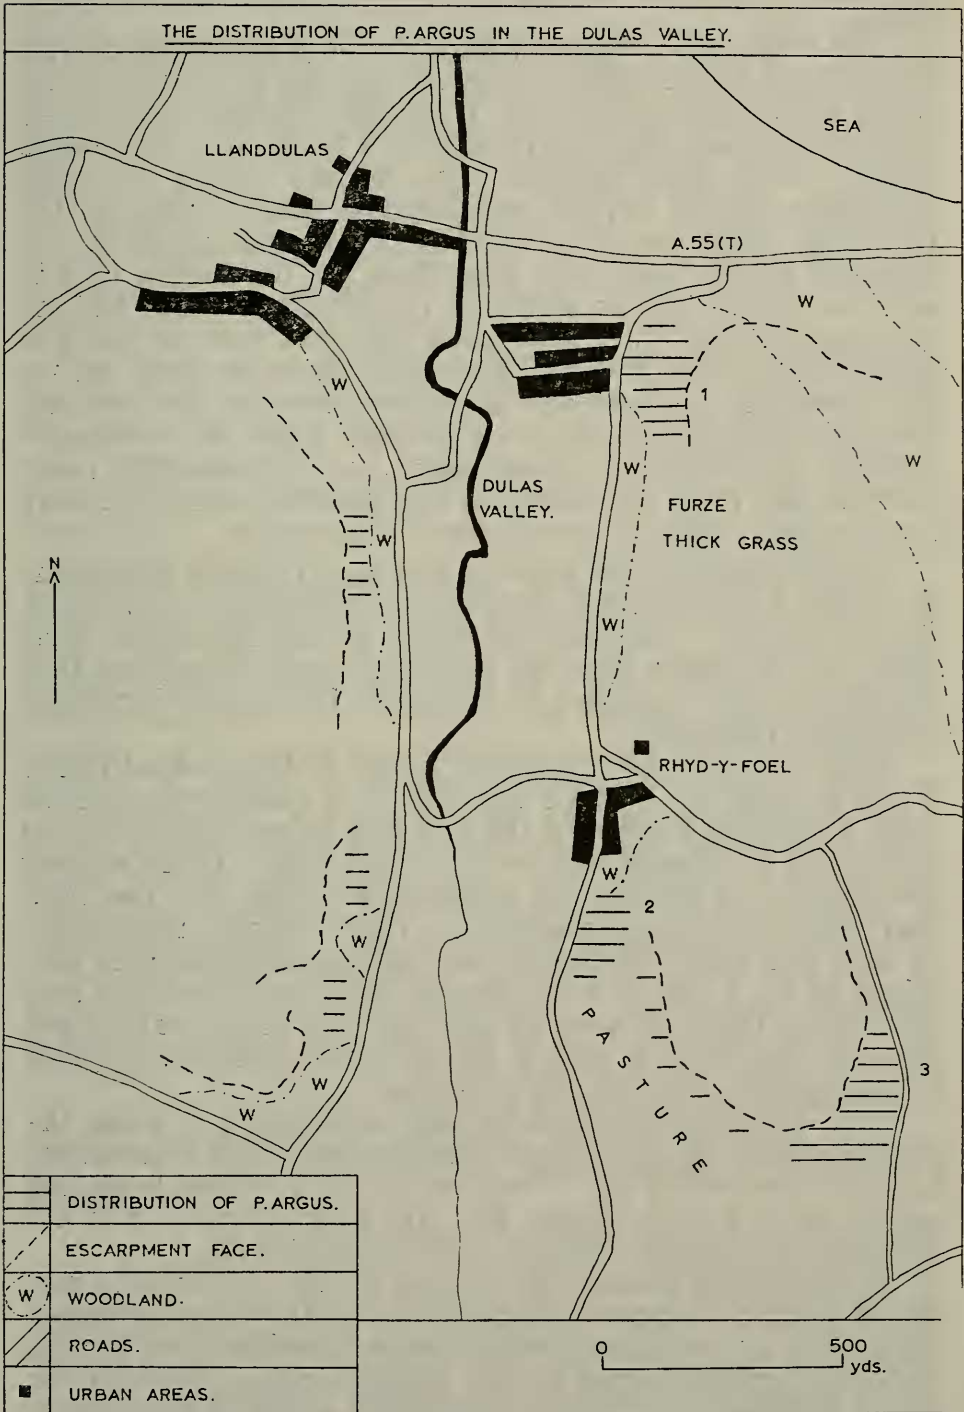 THE DISTRIBUTION OF P.ARGUS IN THE DULAS VALLEY.
SEA
LLANDDULAS
A.55(T)
W
W
1
W
W
DULAS
VALLEY.
FURZE
THICK GRASS
W
N
W
RHYD-Y-FOEL
W
2
W
PASTURE
3
W
W
DISTRIBUTION OF P.ARGUS.
ESCARPMENT FACE.
W WOODLAND.
ROADS.
URBAN AREAS.
0 500
yds.